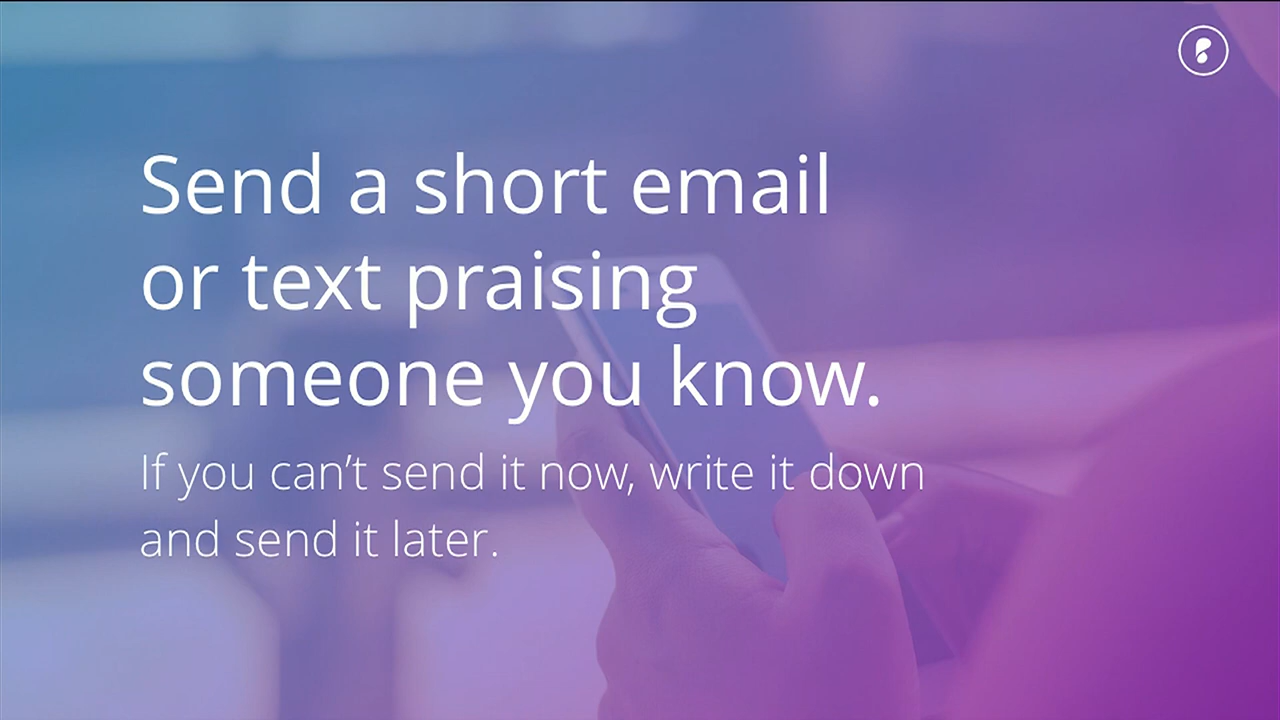 Send a short email
or text praising
someone you know.
If you can’t send it now, write it down
and send it later.